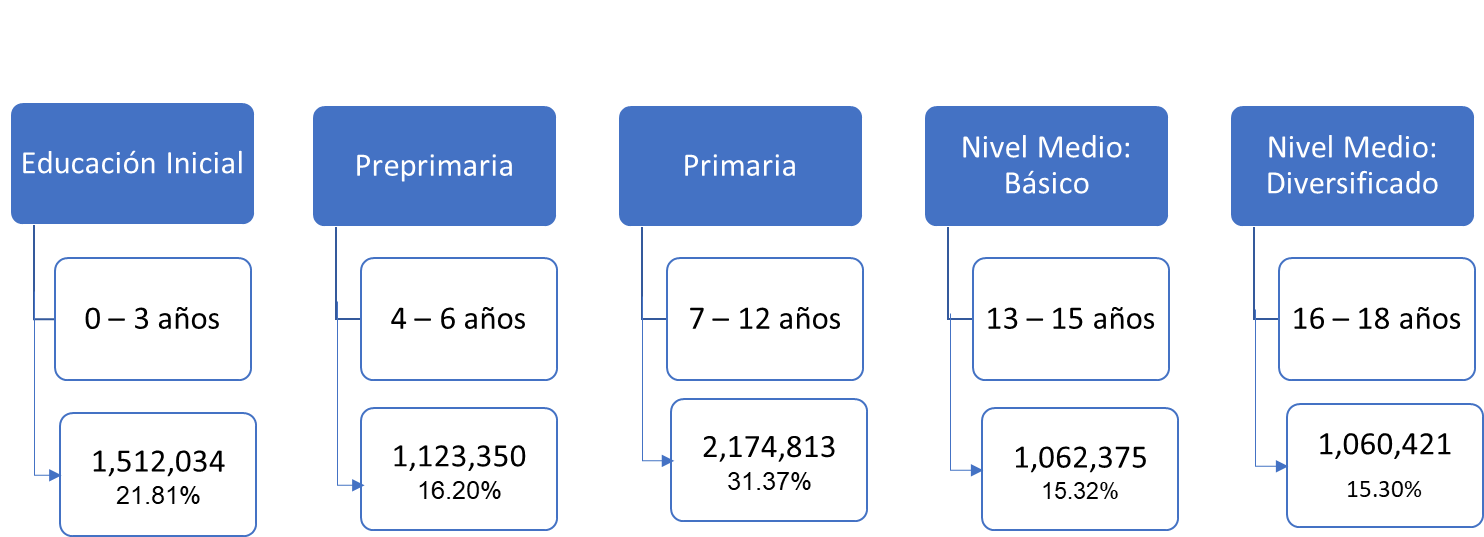 Educación Inicial
0 – 3 años
1,512,034
21.81%
Preprimaria
4 – 6 años
1,123,350
16.20%
Primaria
7 – 12 años
2,174,813
31.37%
Nivel Medio:
Básico
13 – 15 años
1,062,375
15.32%
Nivel Medio:
Diversificado
16 – 18 años
1,060,421
15.30%